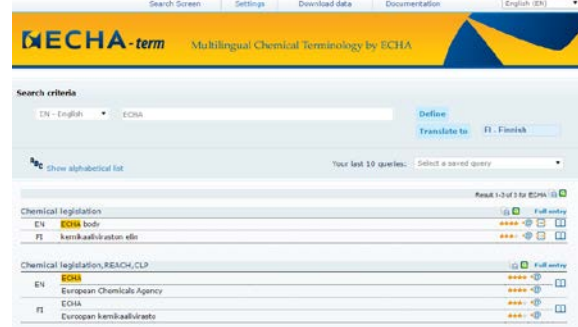 Search Screen Settings Download data Documentation English (EN)
ECHA-term Multilingual Chemical Terminology by ECHA
Search criteria
EN - English ECHA Define
Translate to FI - Finnish
ABC Show alphabetical list Your last 10 queries: Select a saved query
Result 1-3 of 3 for ECHA
Chemical legislation Full entry
EN ECHA body
FI kemikaaliviraston elin
Chemical legislation,REACH,CLP Full entry
EN ECHA
European Chemicals Agency
FI ECHA
Euroopan kemikaalivirasto